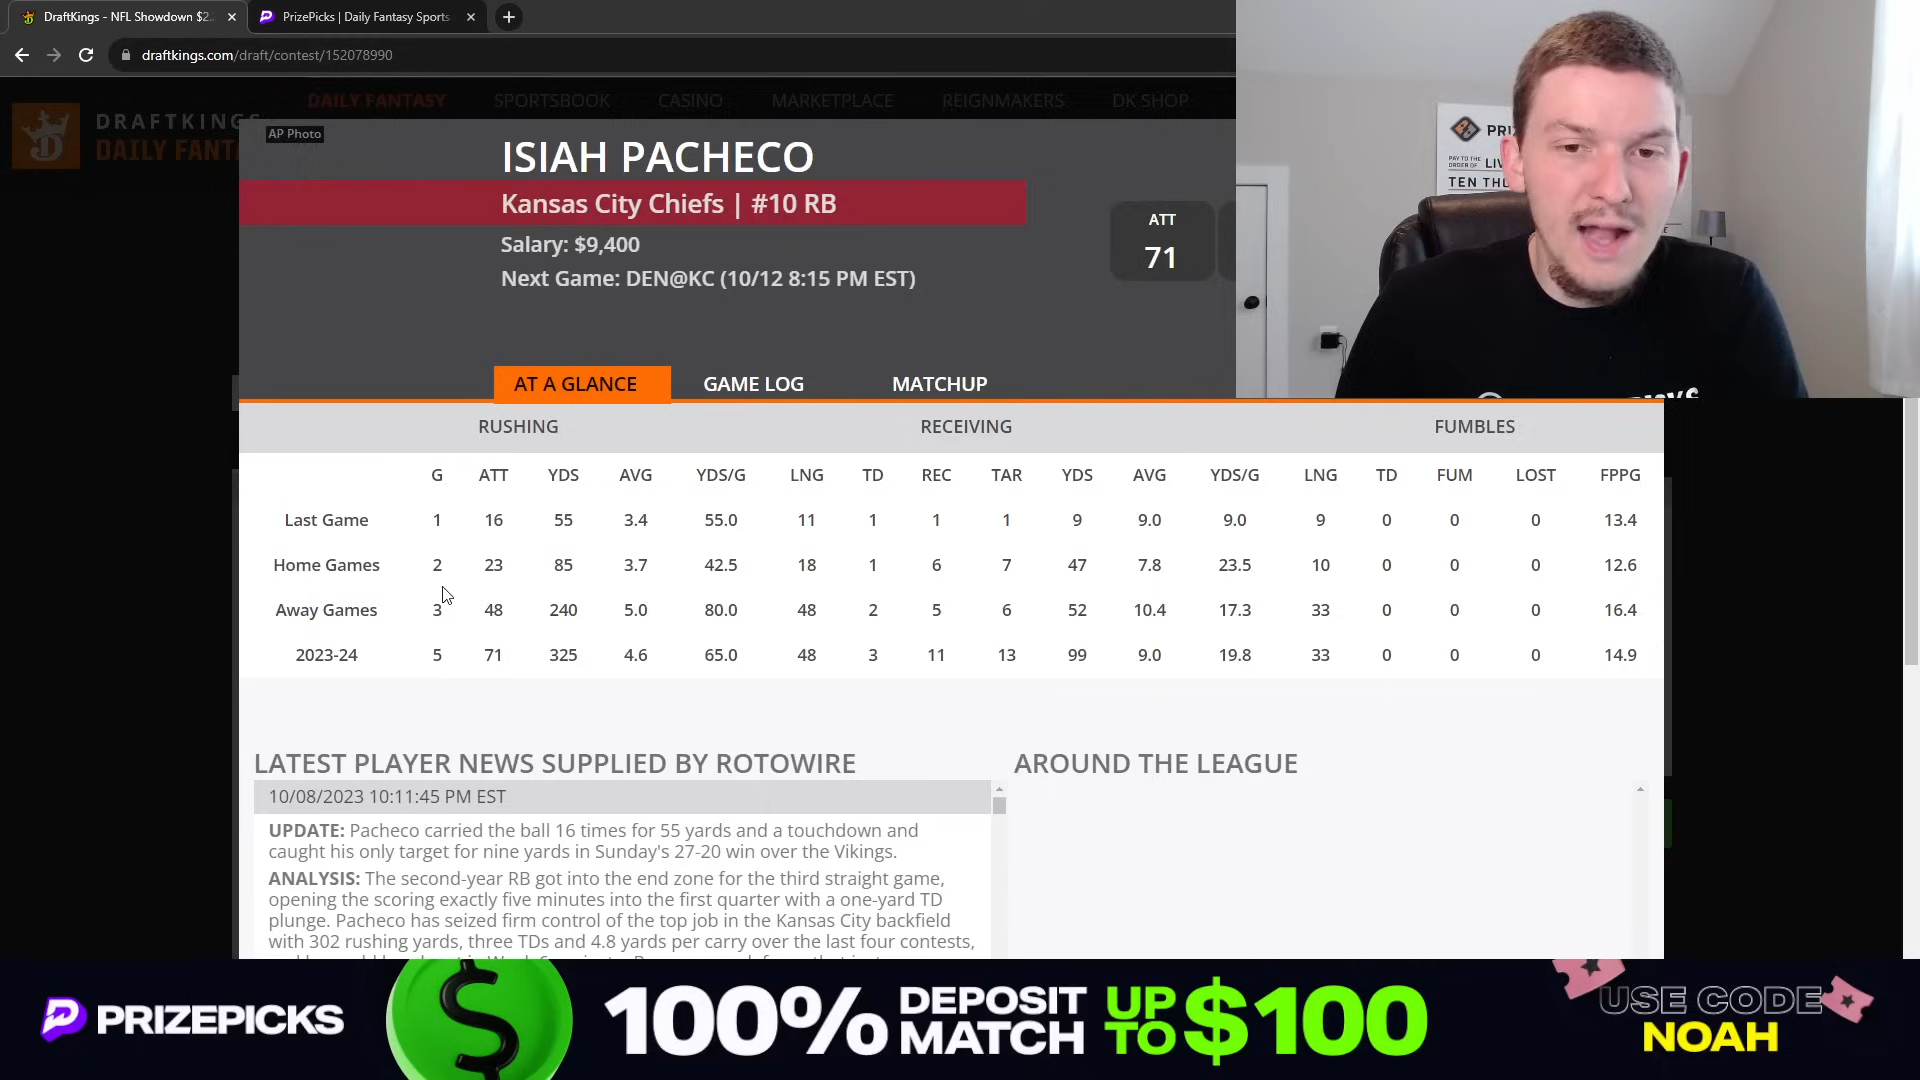 DraftKings - NFL Showdown $2.
PrizePicks | Daily Fantasy Sports
draftkings.com/draft/contest/152078990
DAILY FANTASY SPORTSBOOK CASINO MARKETPLACE REIGNMAKERS DK SHOP
DRAFTKINGS
DAILY FANTA
AP Photo
ISIAH PACHECO
Kansas City Chiefs | #10 RB
Salary: $9,400
Next Game: DEN@KC (10/12 8:15 PM EST)
ATT
71
PRI
PAY TO THE
ORDER OF LIV
TEN THU
AT A GLANCE GAME LOG MATCHUP
RUSHING RECEIVING FUMBLES
G ATT YDS AVG YDS/G LNG TD REC TAR YDS AVG YDS/G LNG TD FUM LOST FPPG
Last Game 1 16 55 3.4 55.0 11 1 1 1 9 9.0 9.0 9 0 0 0 13.4
Home Games 2 23 85 3.7 42.5 18 1 6 7 47 7.8 23.5 10 0 0 0 12.6
Away Games 3 48 240 5.0 80.0 48 2 5 6 52 10.4 17.3 33 0 0 0 16.4
2023-24 5 71 325 4.6 65.0 48 3 11 13 99 9.0 19.8 33 0 0 0 14.9
LATEST PLAYER NEWS SUPPLIED BY ROTOWIRE
AROUND THE LEAGUE
10/08/2023 10:11:45 PM EST
UPDATE: Pacheco carried the ball 16 times for 55 yards and a touchdown and
caught his only target for nine yards in Sunday's 27-20 win over the Vikings.
ANALYSIS: The second-year RB got into the end zone for the third straight game,
opening the scoring exactly five minutes into the first quarter with a one-yard TD
plunge. Pacheco has seized firm control of the top job in the Kansas City backfield
with 302 rushing yards, three TDs and 4.8 yards per carry over the last four contests,
PRIZEPICKS
100% DEPOSIT MATCH UP TO $100
USE CODE
NOAH